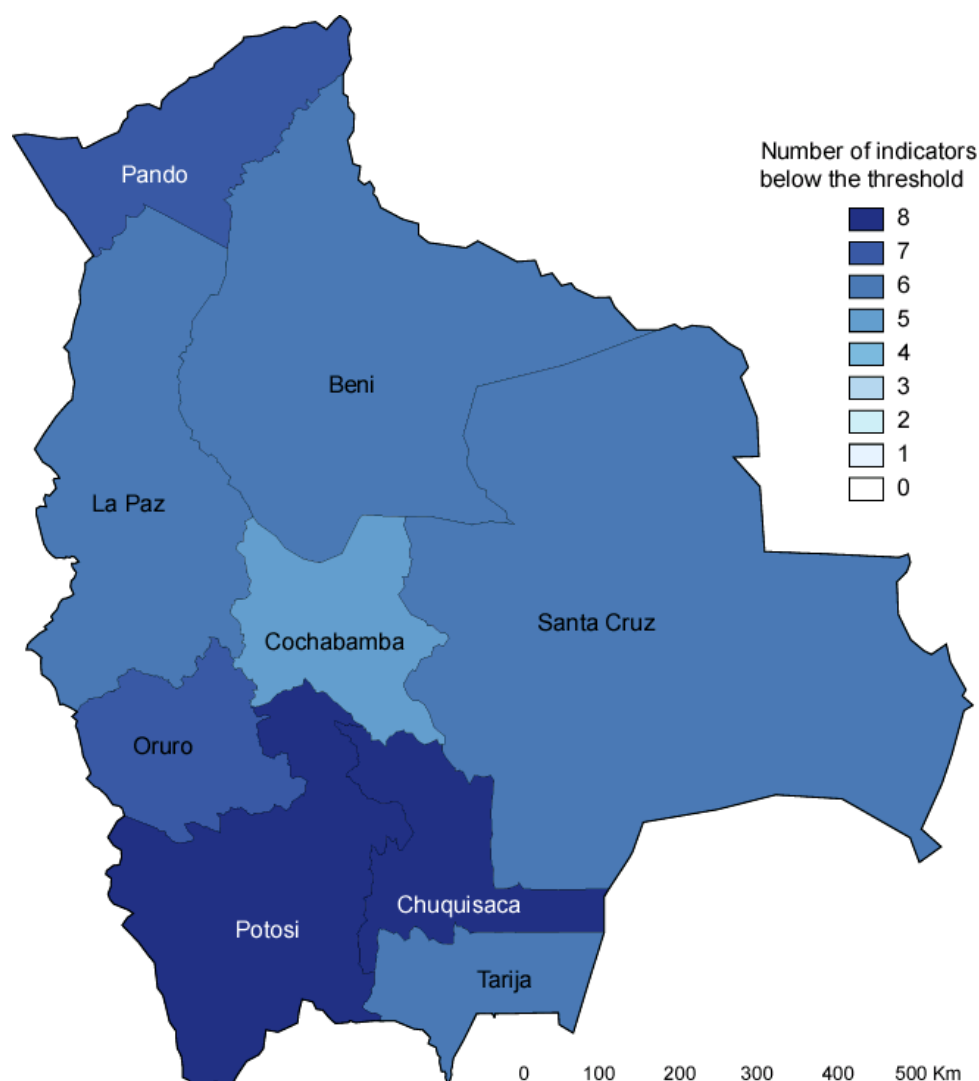 Number of indicators
below the threshold
8
7
6
5
4
3
2
1
0
Pando
Beni
La Paz
Santa Cruz
Cochabamba
Oruro
Chuquisaca
Potosi
Tarija
0 100 200 300 400 500 Km